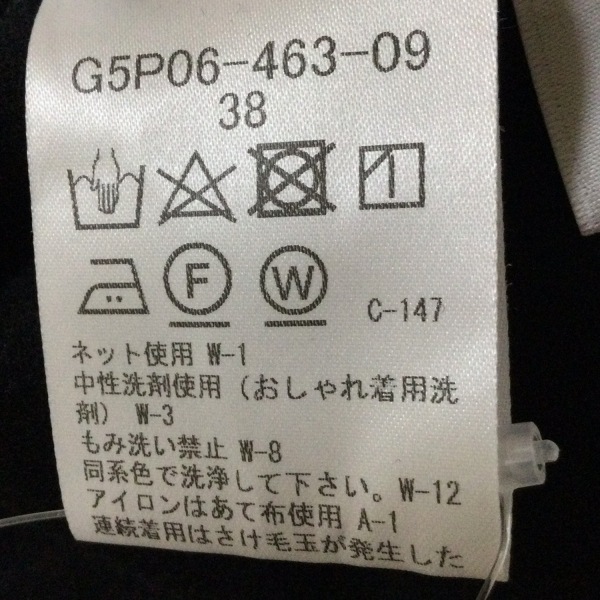 G5P06-463-09
38
F W C-147
ネット使用 W-1
中性洗剤使用(おしゃれ着用洗
剤) W-3
もみ洗い禁止 W-8
同系色で洗浄して下さい。W-12
アイロンはあて布使用 A-1
連続着用はさけ毛玉が発生した